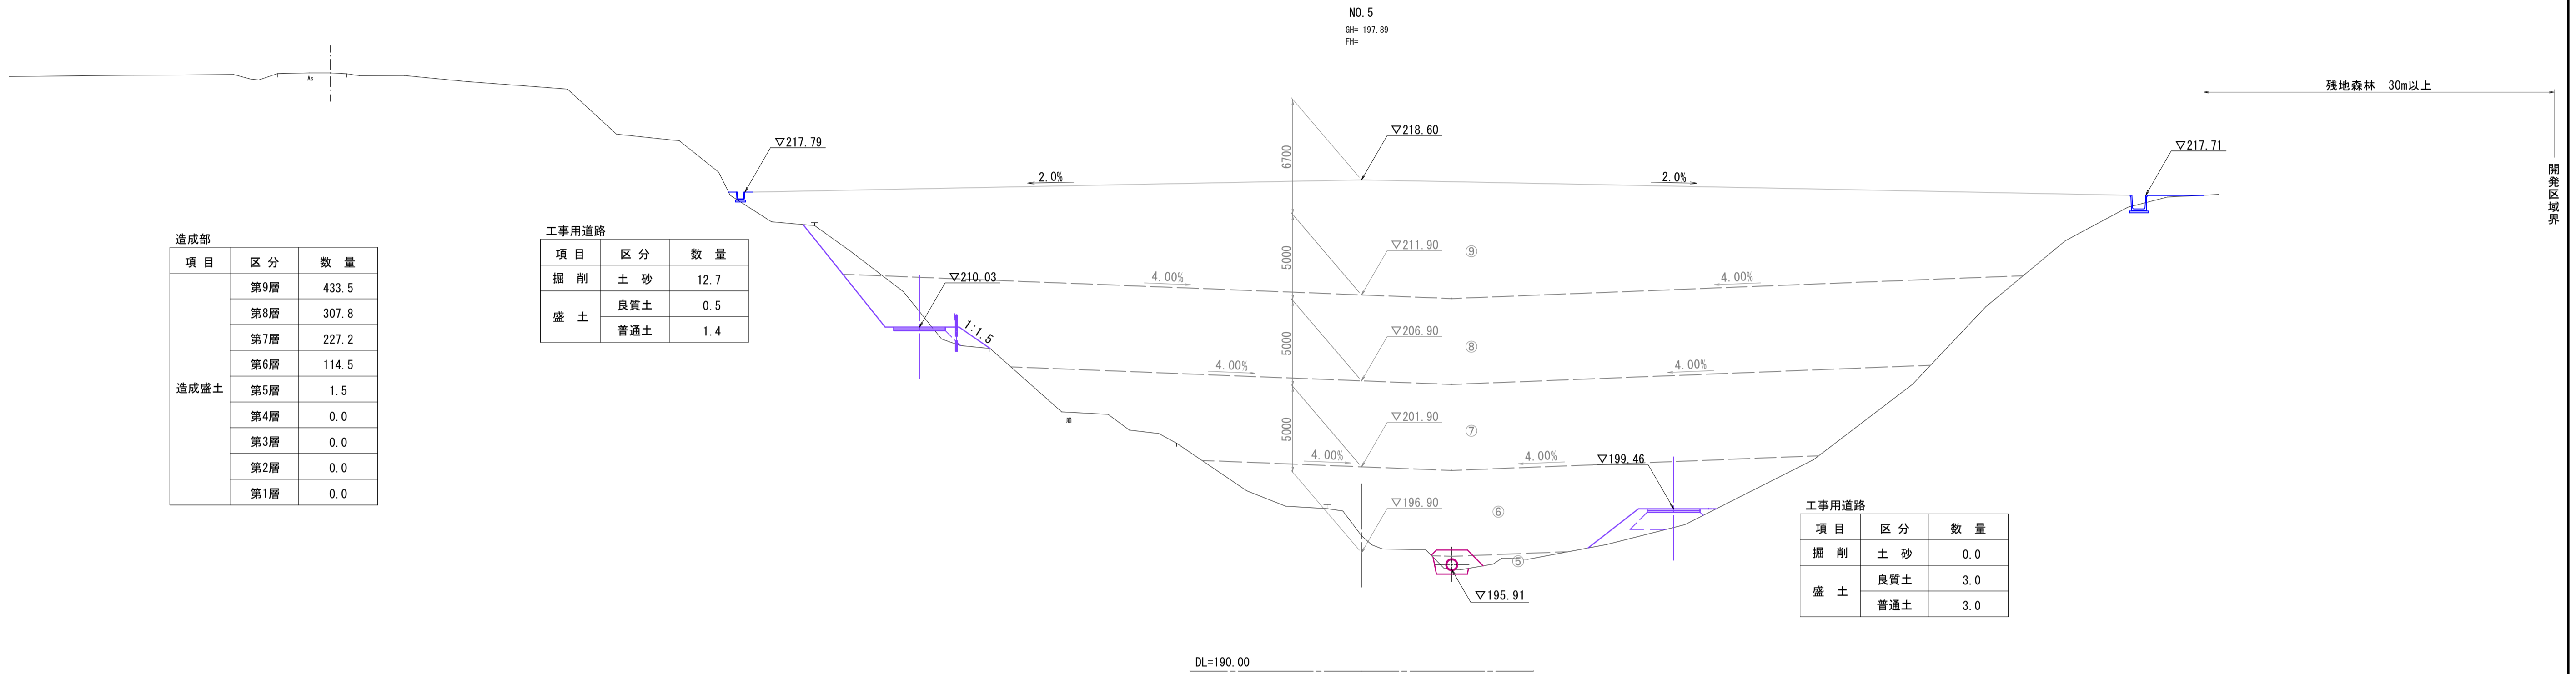 NO.5
GH= 197.89
FH=
As
残地森林　30m以上
開発区域界
▽217.79
▽218.60
▽217.71
2.0%
2.0%
6700
5000
5000
5000
▽211.90
⑨
4.00%
4.00%
▽210.03
1:1.5
▽206.90
⑧
4.00%
4.00%
▽201.90
⑦
4.00%
4.00%
▽199.46
▽196.90
⑥
⑤
▽195.91
DL=190.00
造成部
項 目　区 分　数　量
造成盛土
第9層　433.5
第8層　307.8
第7層　227.2
第6層　114.5
第5層　1.5
第4層　0.0
第3層　0.0
第2層　0.0
第1層　0.0
工事用道路
項 目　区 分　数　量
掘　削　土　砂　12.7
盛　土　良質土　0.5
普通土　1.4
工事用道路
項 目　区 分　数　量
掘　削　土　砂　0.0
盛　土　良質土　3.0
普通土　3.0